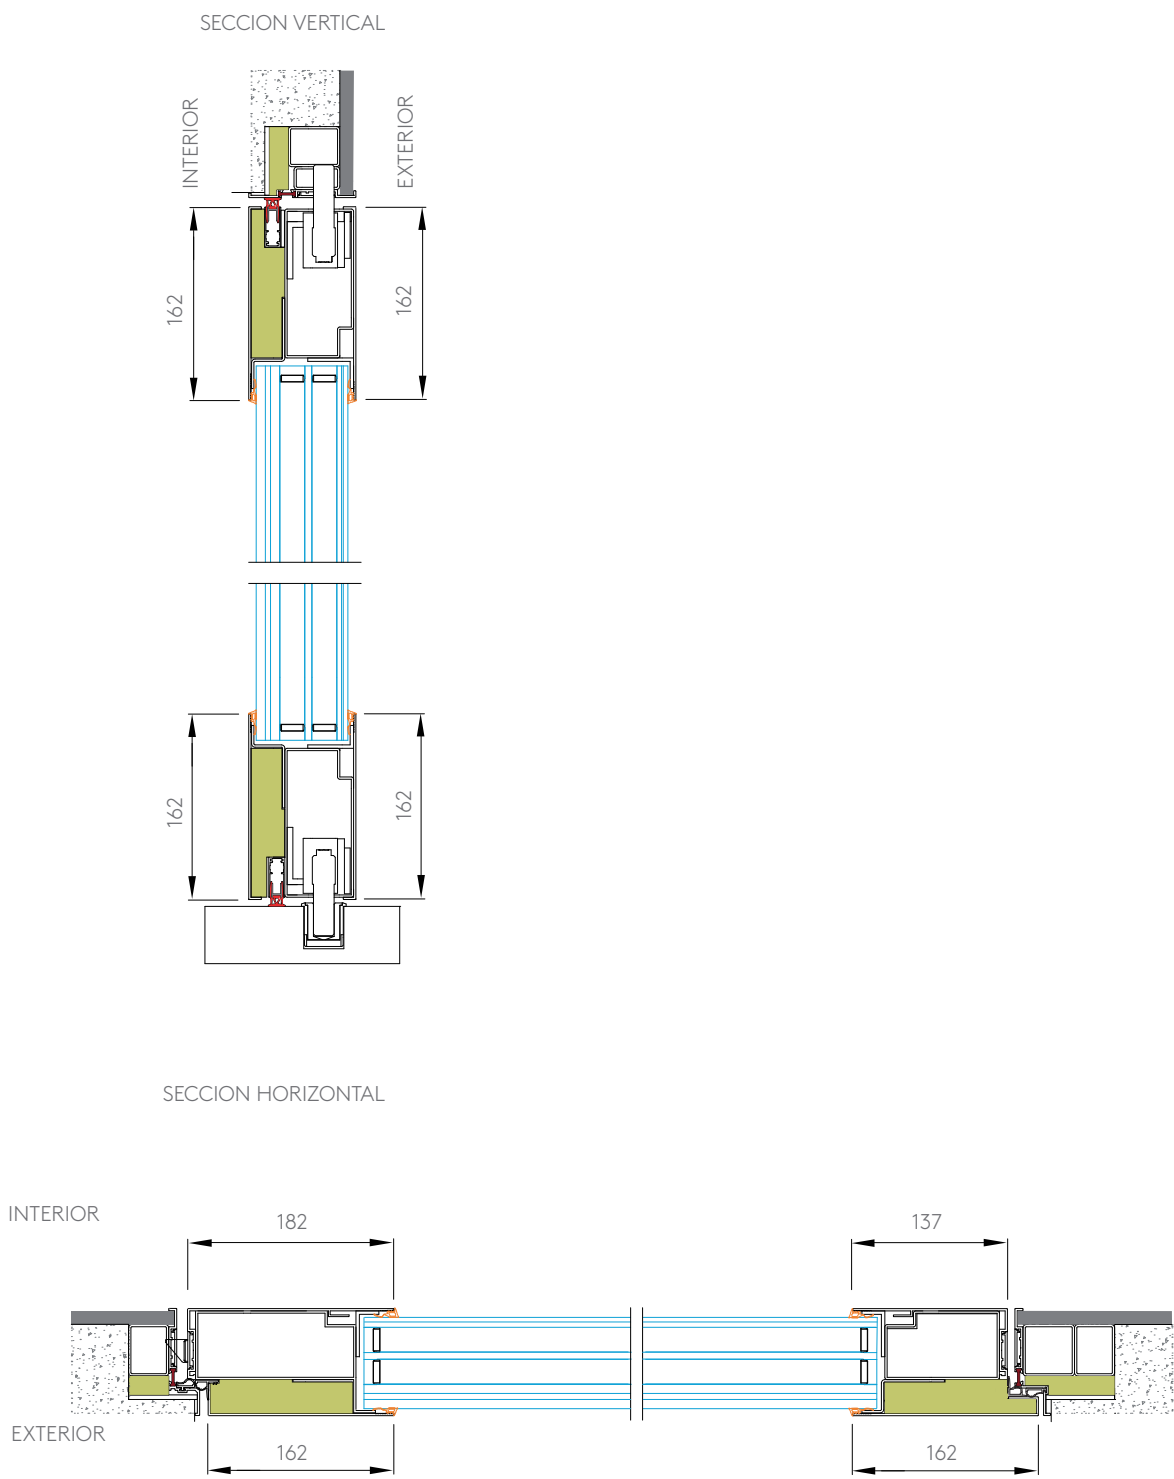 SECCION VERTICAL
INTERIOR
EXTERIOR
162
162
162
162
SECCION HORIZONTAL
INTERIOR
182
137
EXTERIOR
162
162